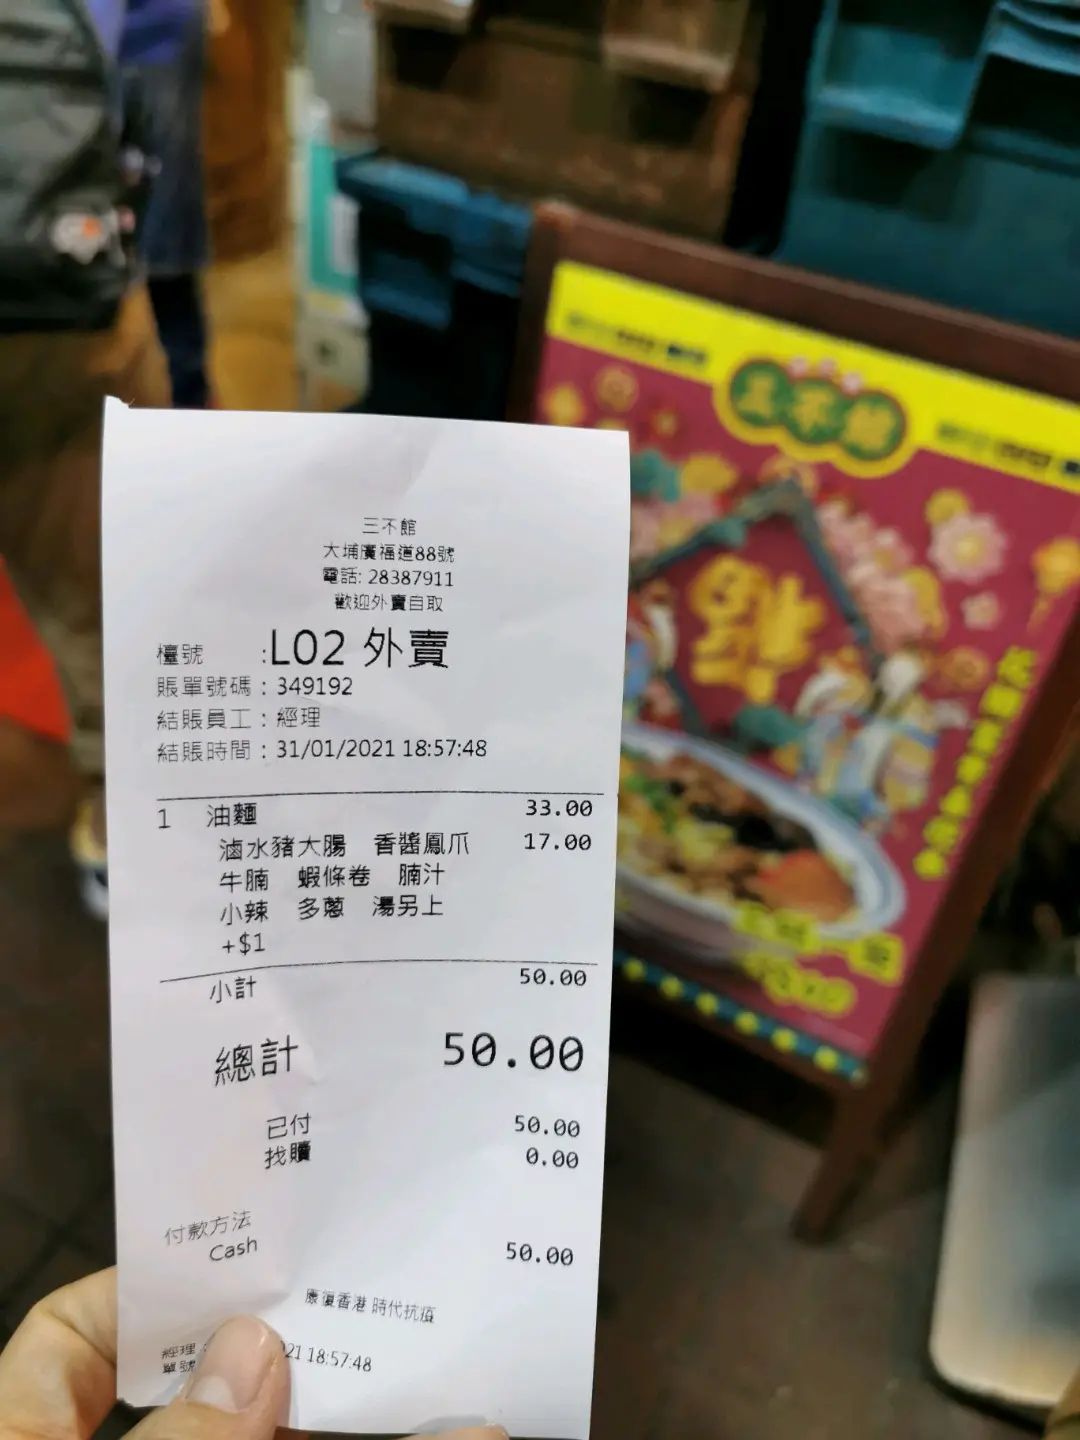 三不館
大埔廣福道88號
電話: 28387911
歡迎外賣自取
檯號 :L02 外賣
賬單號碼 : 349192
結賬員工 : 經理
結賬時間 : 31/01/2021 18:57:48
1 油麵 33.00
滷水豬大腸 香醬鳳爪 17.00
牛腩 蝦條卷 腩汁
小辣 多蔥 湯另上
+$1
小計 50.00
總計 50.00
已付 50.00
找贖 0.00
付款方法
Cash 50.00
康復香港 時代抗疫
經理 21 18:57:48
單號
三不館